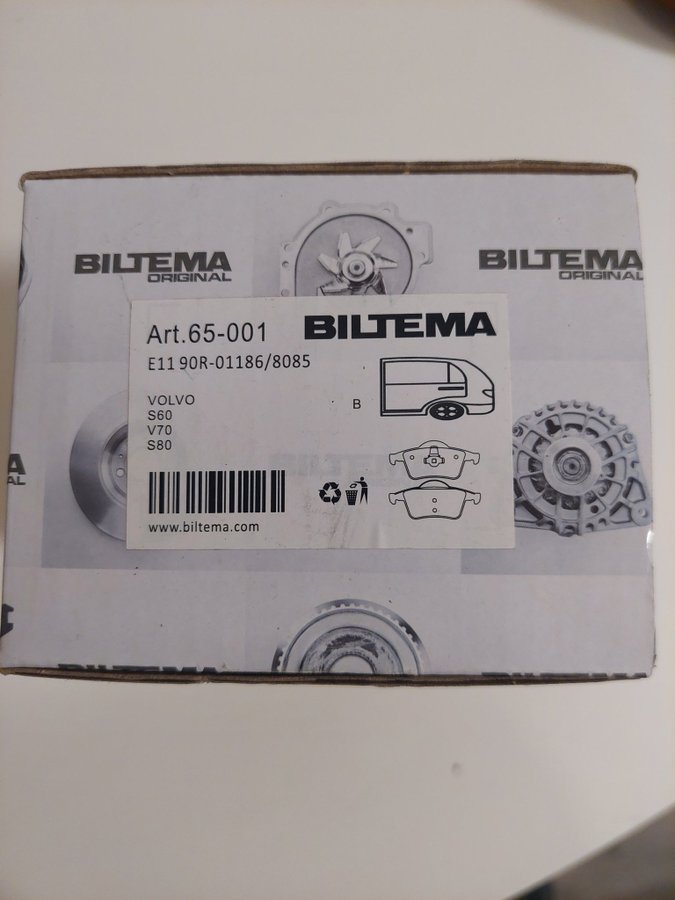 BILTEMA
ORIGINAL
BILTEMA
ORIGINAL
Art.65-001
BILTEMA
E11 90R-01186/8085
VOLVO
S60
V70
S80
B
www.biltema.com
BILTEMA